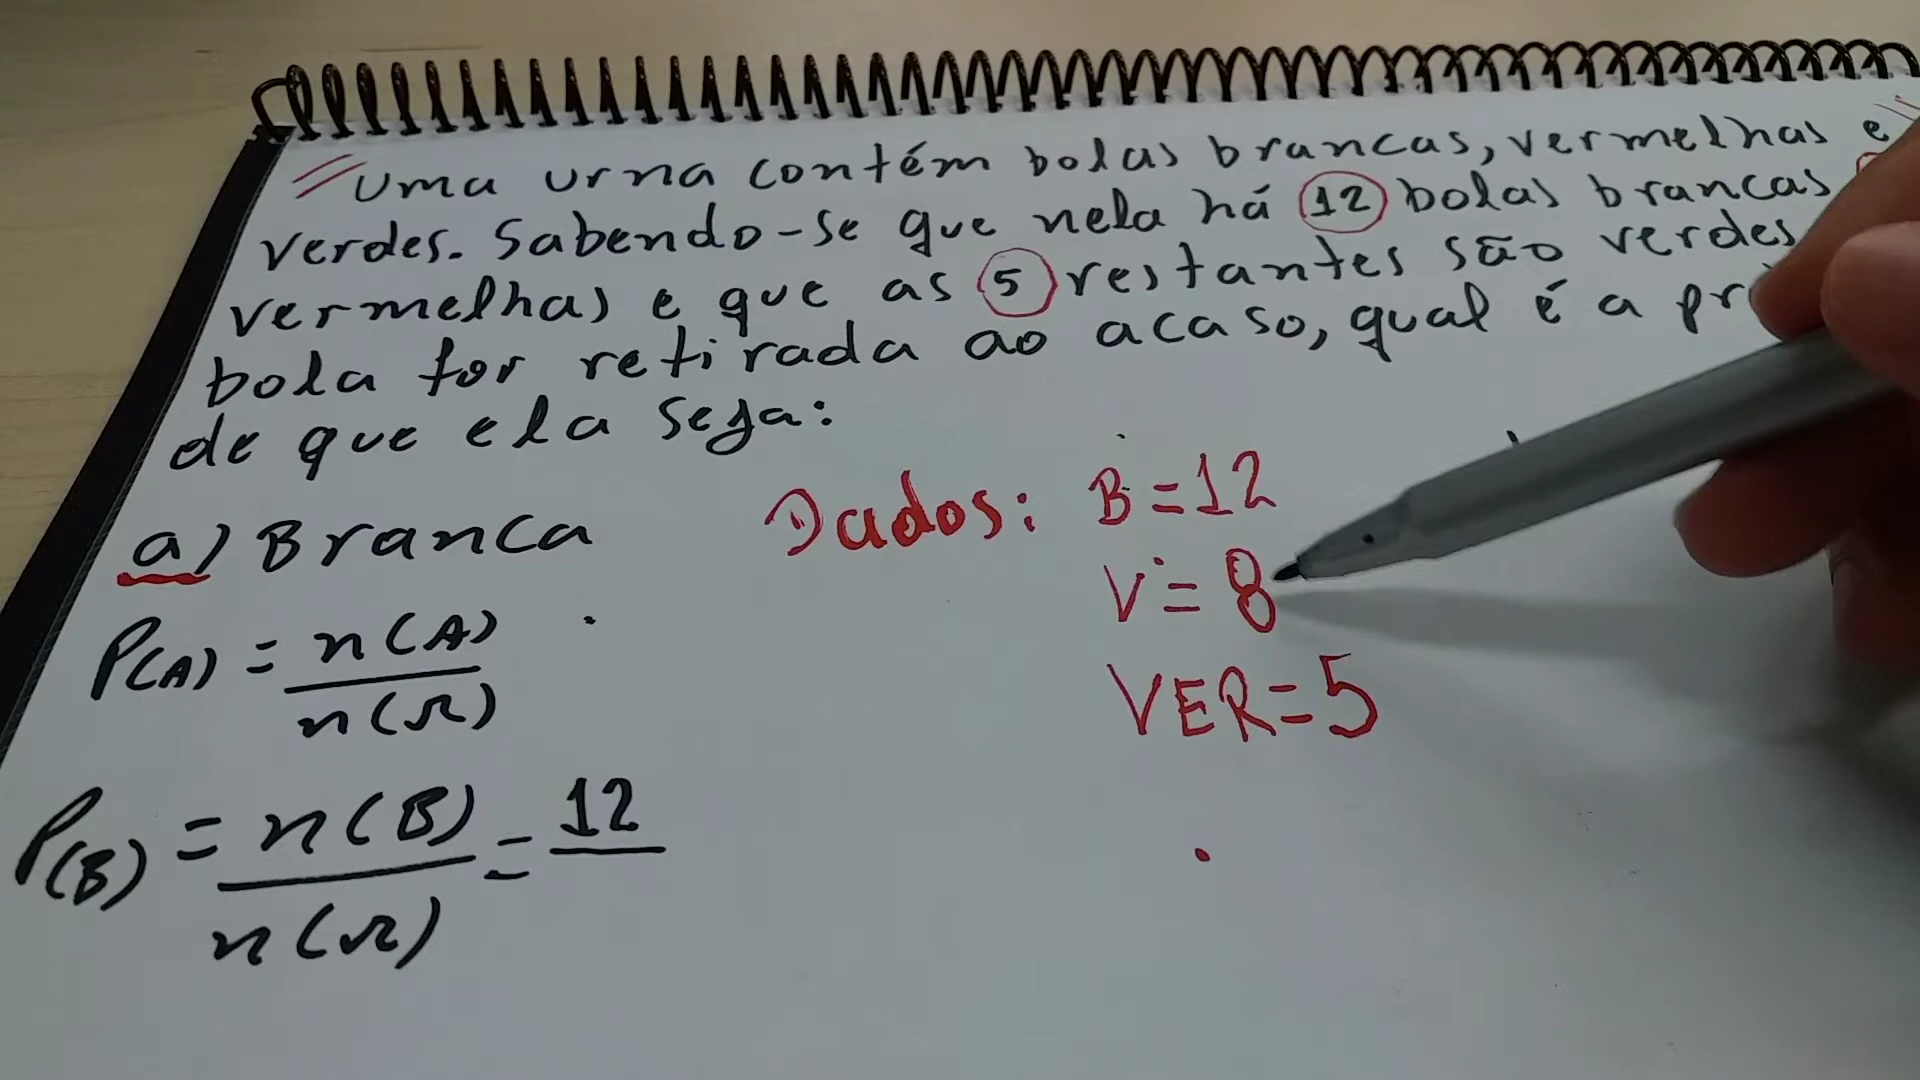 Uma urna contém bolas brancas, vermelhas e
verdes. Sabendo-se que nela há 12 bolas brancas
vermelhas e que as 5 restantes são verdes
bola for retirada ao acaso, qual é a
de que ela seja:
a) Branca
Dados: B=12
V=8
VER=5
P(A) = n(A)/n(Ω)
P(B) = n(B)/n(Ω) = 12